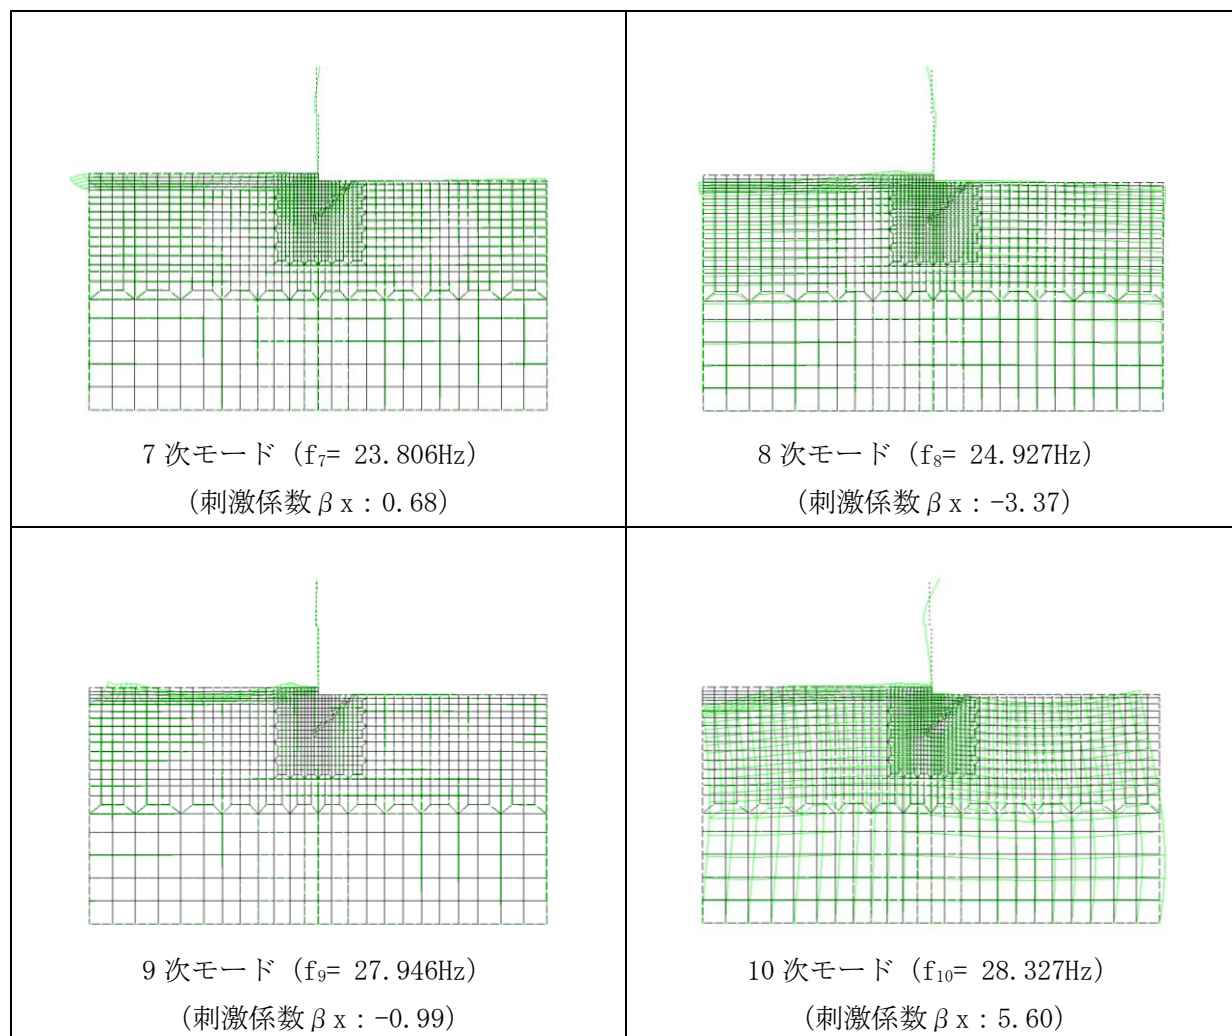 7 次モード (f₇= 23.806Hz)
(刺激係数βx：0.68)
8 次モード (f₈= 24.927Hz)
(刺激係数βx：-3.37)
9 次モード (f₉= 27.946Hz)
(刺激係数βx：-0.99)
10 次モード (f₁₀= 28.327Hz)
(刺激係数βx：5.60)